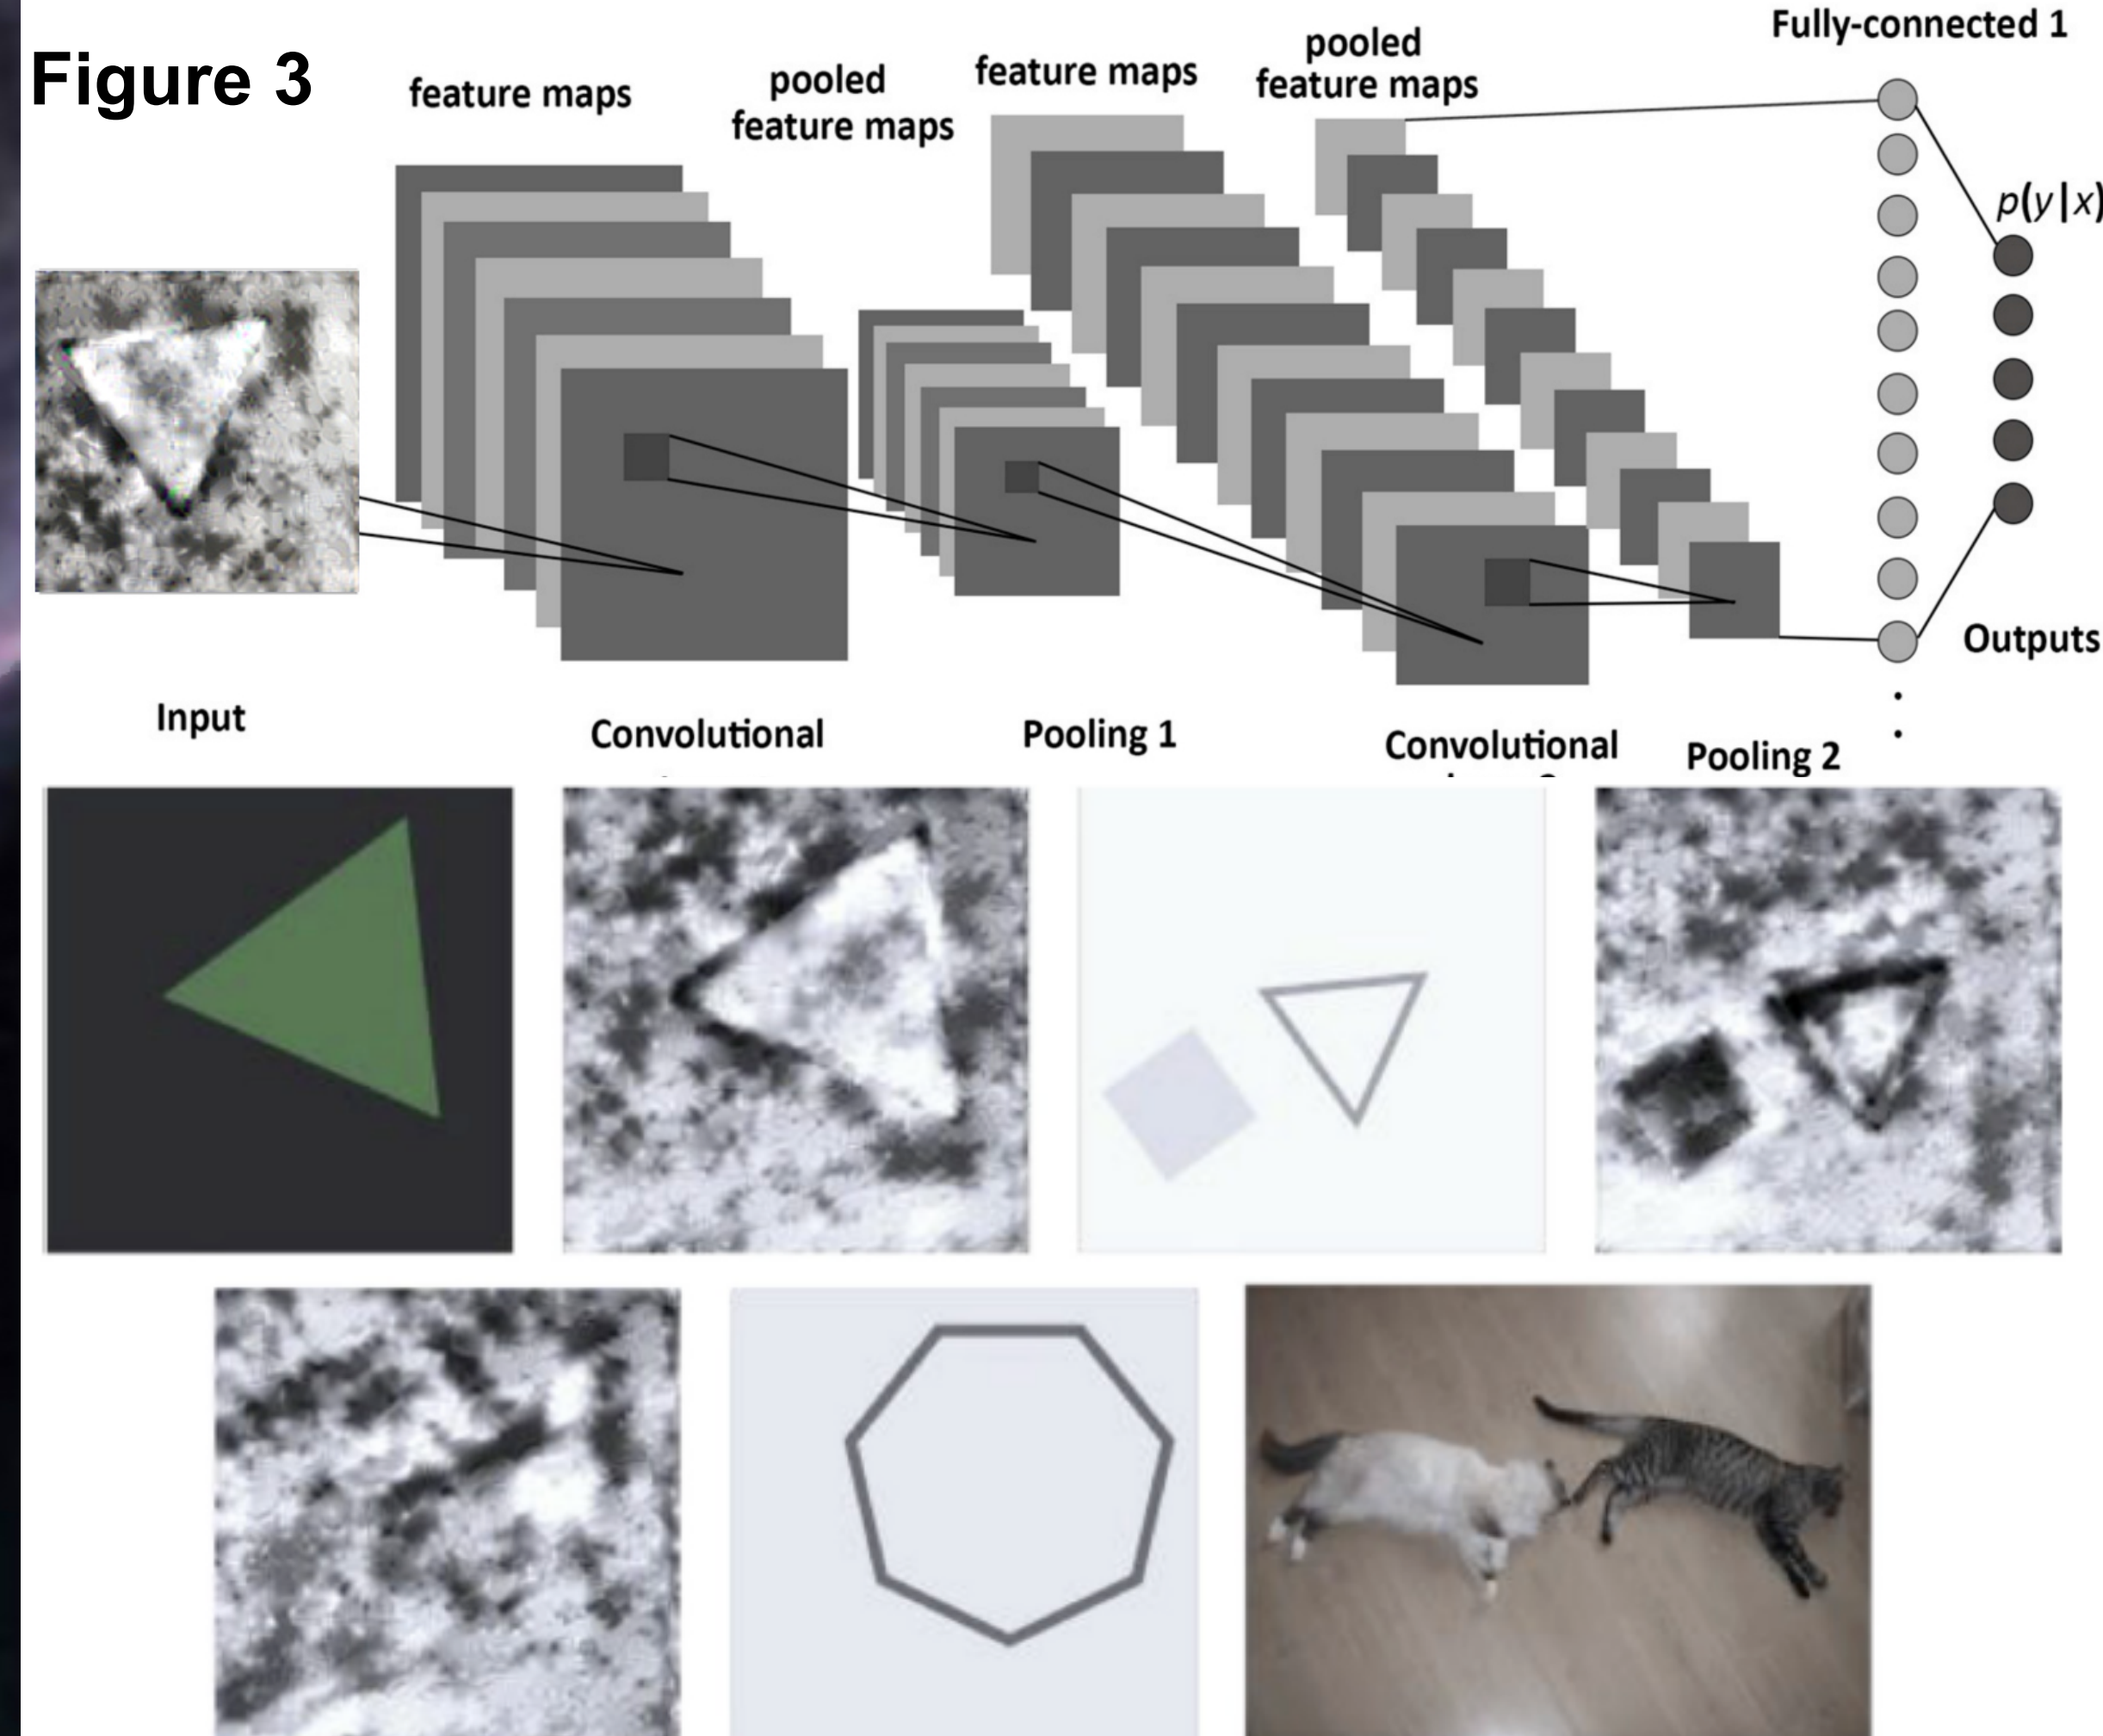 Figure 3
feature maps
pooled
feature maps
feature maps
pooled
feature maps
Fully-connected 1
p(y|x)
Outputs
Input
Convolutional
Pooling 1
Convolutional
Pooling 2